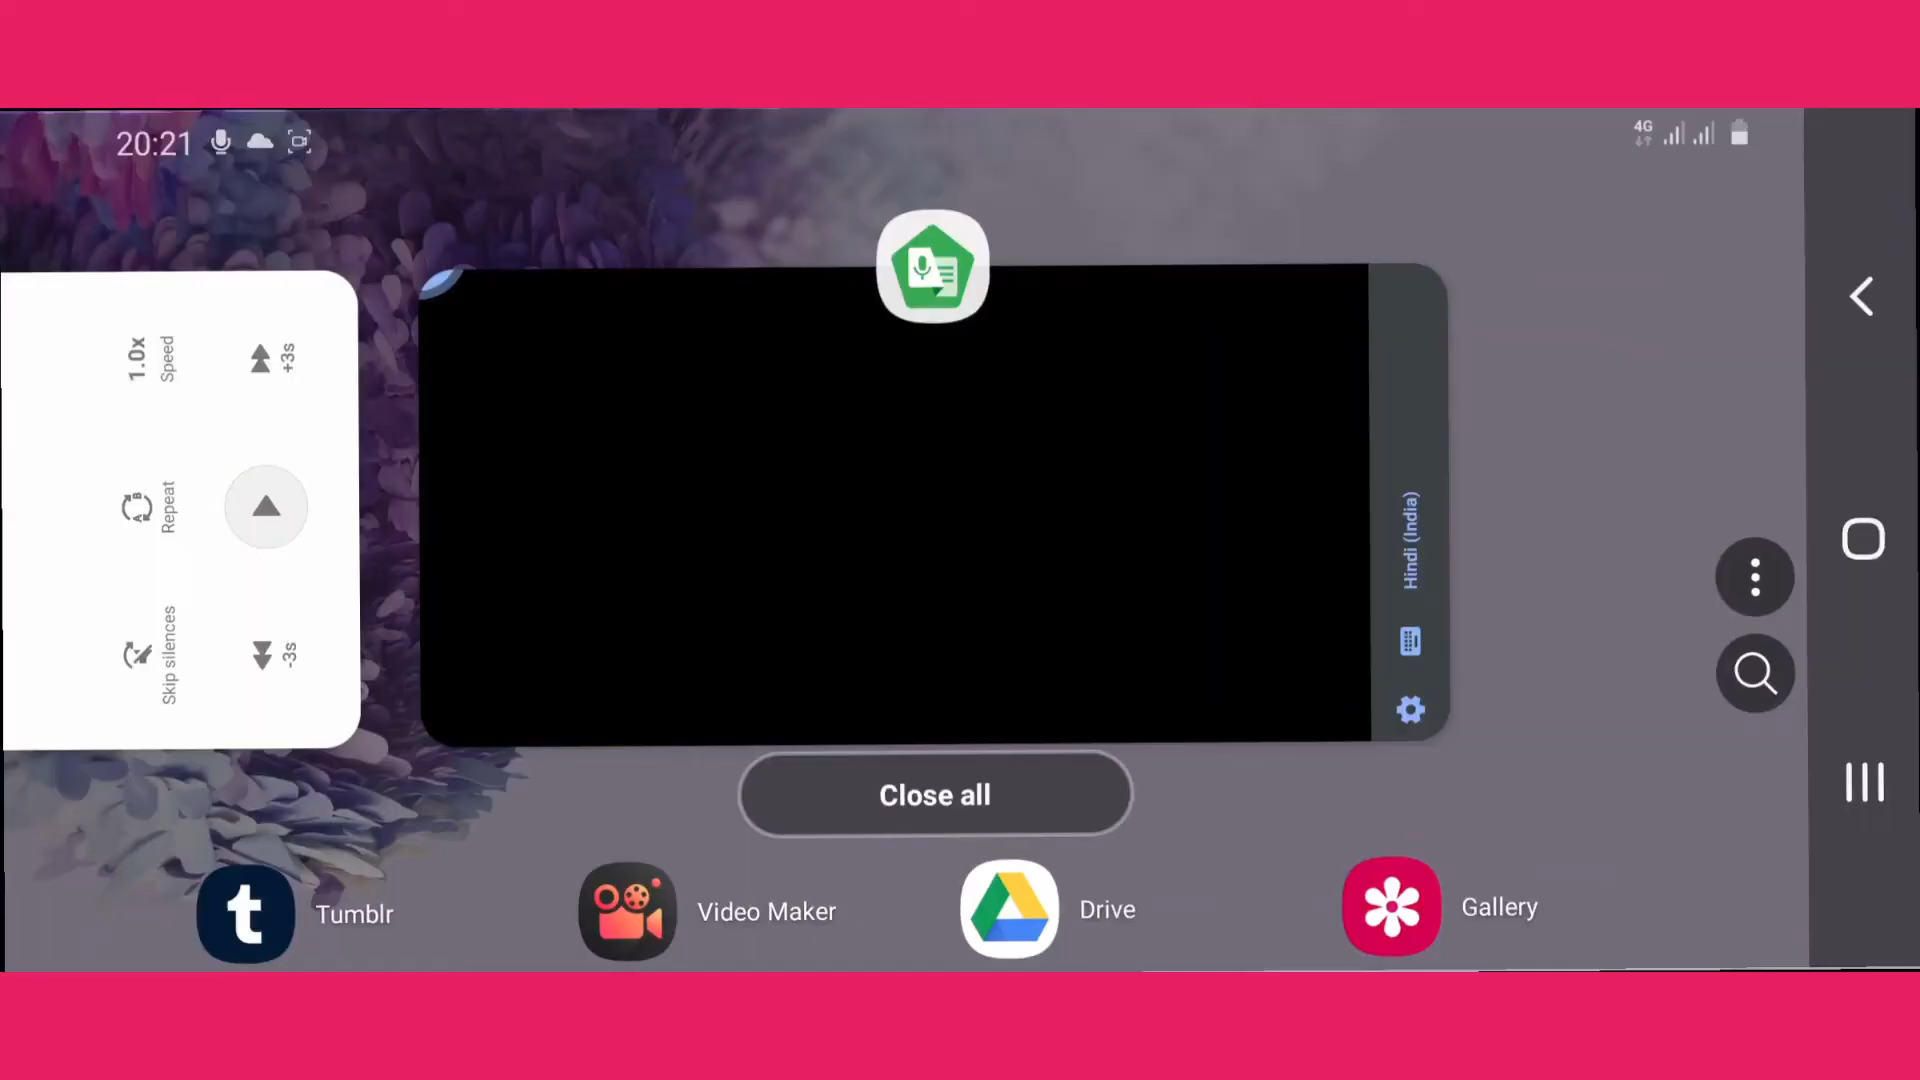 20:21
4G
1.0x
Speed
+3s
Repeat
A B
Skip silences
-3s
Hindi (India)
Close all
Tumblr
Video Maker
Drive
Gallery